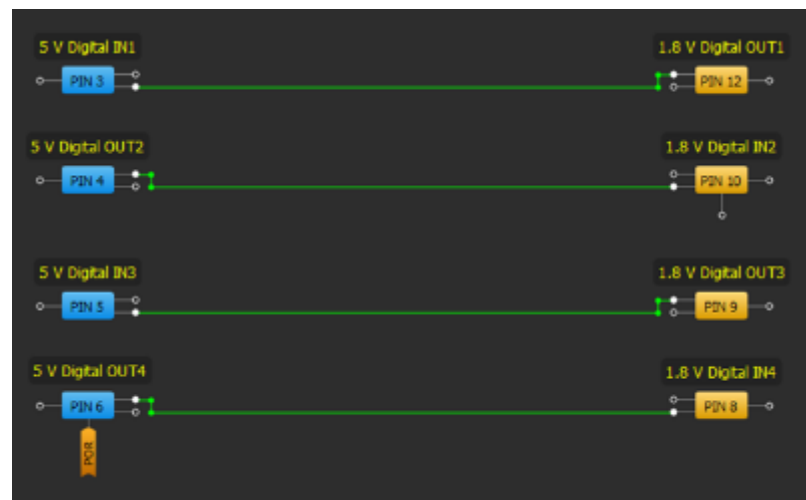 5 V Digital IN1
1.8 V Digital OUT1
PIN 3
PIN 12
5 V Digital OUT2
1.8 V Digital IN2
PIN 4
PIN 10
5 V Digital IN3
1.8 V Digital OUT3
PIN 5
PIN 9
5 V Digital OUT4
1.8 V Digital IN4
PIN 6
PIN 8
POR